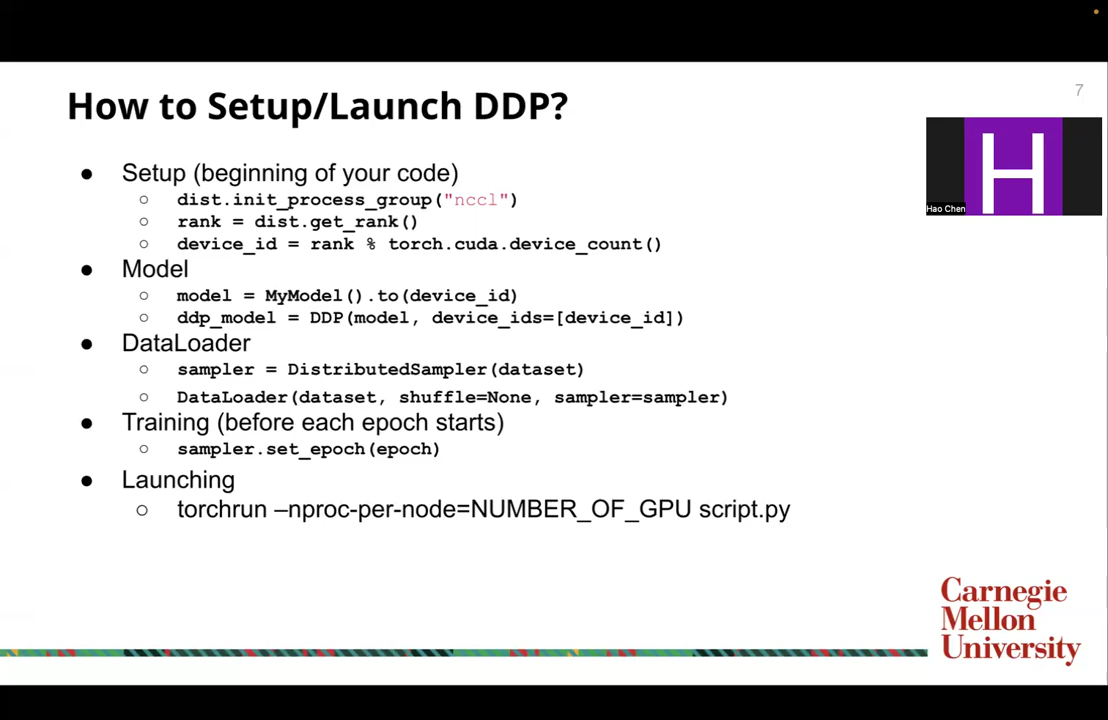 7
How to Setup/Launch DDP?
● Setup (beginning of your code)
○ dist.init_process_group("nccl")
○ rank = dist.get_rank()
○ device_id = rank % torch.cuda.device_count()
● Model
○ model = MyModel().to(device_id)
○ ddp_model = DDP(model, device_ids=[device_id])
● DataLoader
○ sampler = DistributedSampler(dataset)
○ DataLoader(dataset, shuffle=None, sampler=sampler)
● Training (before each epoch starts)
○ sampler.set_epoch(epoch)
● Launching
○ torchrun –nproc-per-node=NUMBER_OF_GPU script.py
H
Hao Chen
Carnegie
Mellon
University